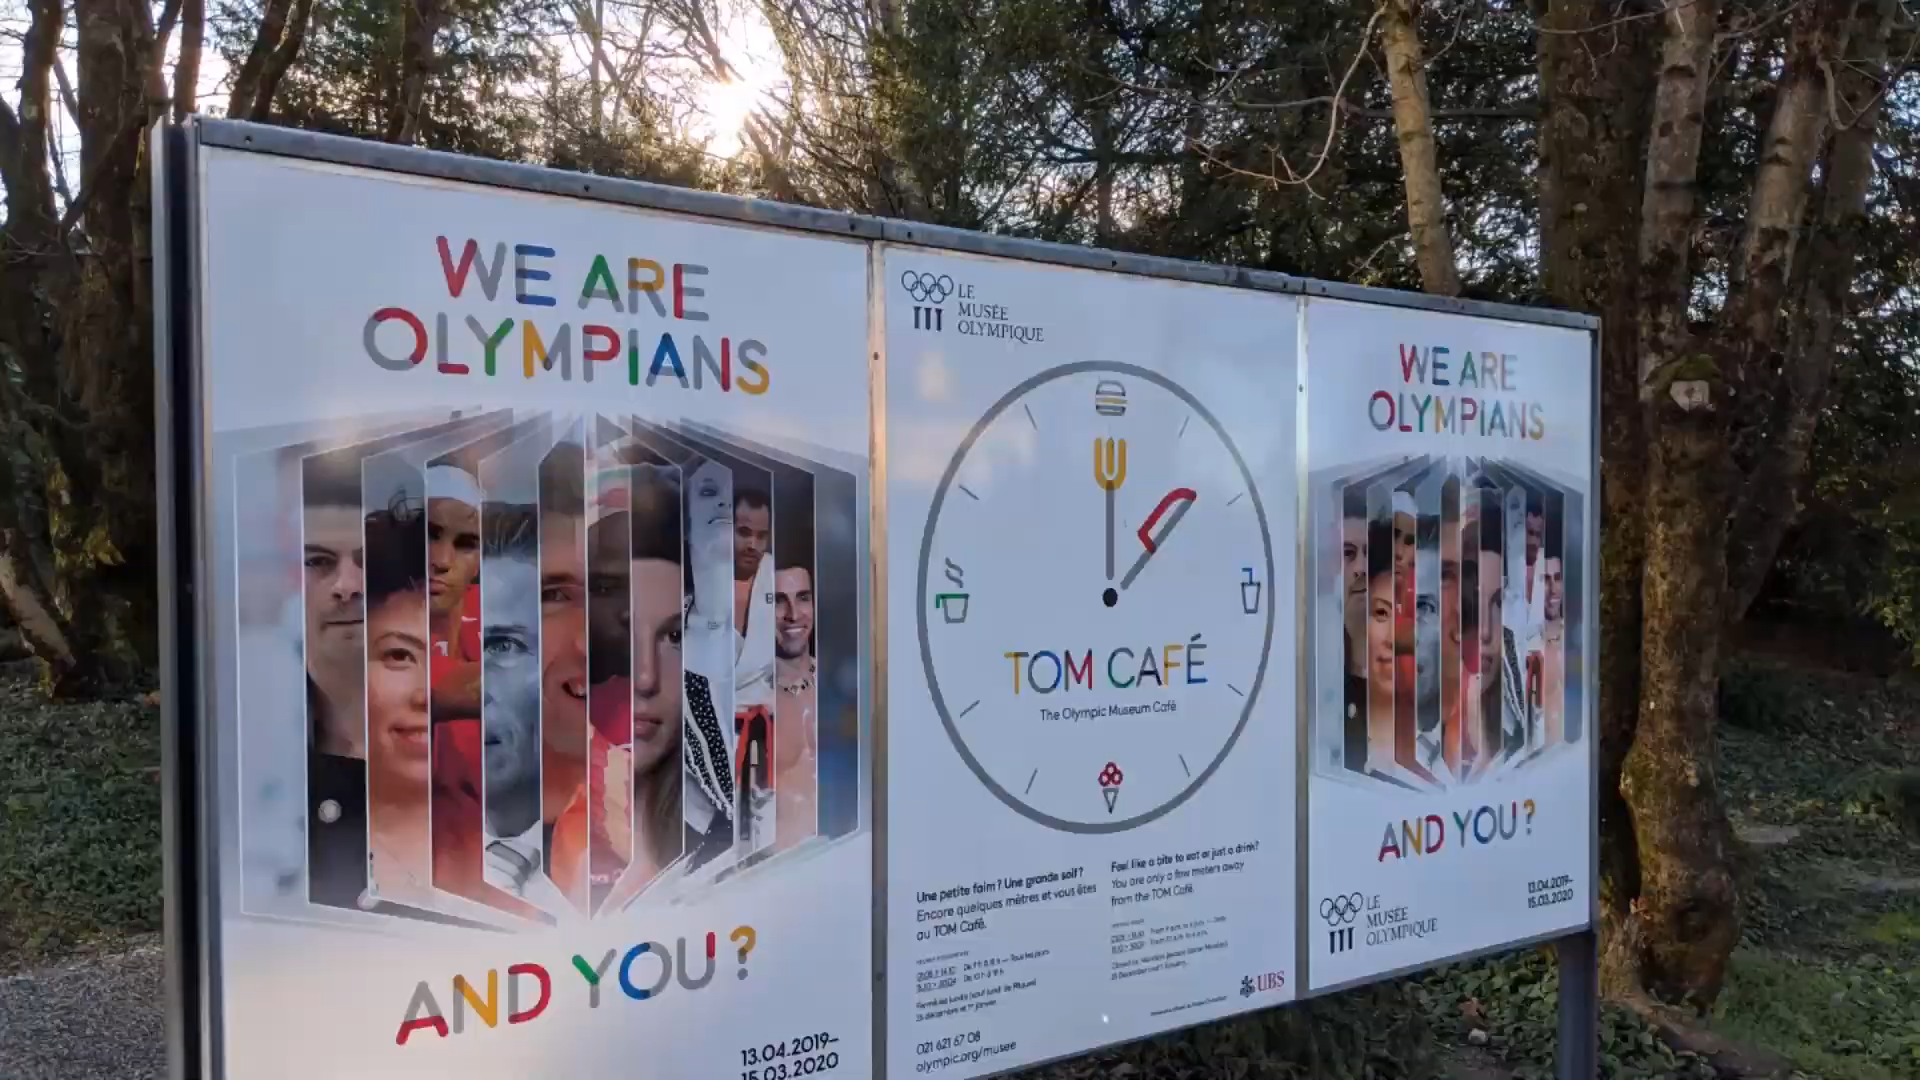 WE ARE
OLYMPIANS
AND YOU?
13.04.2019–
15.03.2020
LE
MUSÉE
OLYMPIQUE
TOM CAFÉ
The Olympic Museum Café
Une petite faim? Une grande soif?
Encore quelques mètres et vous êtes
au TOM Café.
021 621 67 08
olympic.org/musee
Feel like a bite to eat or just a drink?
You are only a few meters away
from the TOM Café.
UBS
WE ARE
OLYMPIANS
AND YOU?
LE
MUSÉE
OLYMPIQUE
13.04.2019–
15.03.2020